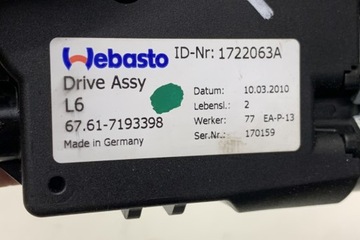 Webasto ID-Nr: 1722063A
Drive Assy
L6
67.61-7193398
Made in Germany
Datum: 10.03.2010
Lebensl.: 2
Werker: 77 EA-P-13
Ser.Nr.: 170159